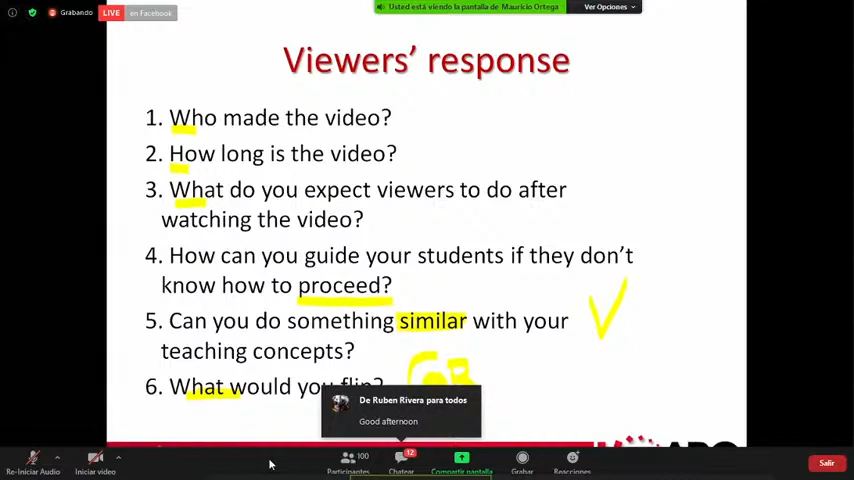 Grabando
LIVE en Facebook
Usted está viendo la pantalla de Mauricio Ortega
Ver Opciones
Viewers' response
1. Who made the video?
2. How long is the video?
3. What do you expect viewers to do after
watching the video?
4. How can you guide your students if they don't
know how to proceed?
5. Can you do something similar with your
teaching concepts?
6. What would you flip?
De Ruben Rivera para todos
Good afternoon
Re-Iniciar Audio
Iniciar video
100
Participantes
12
Chatear
Compartir pantalla
Grabar
Reacciones
Salir